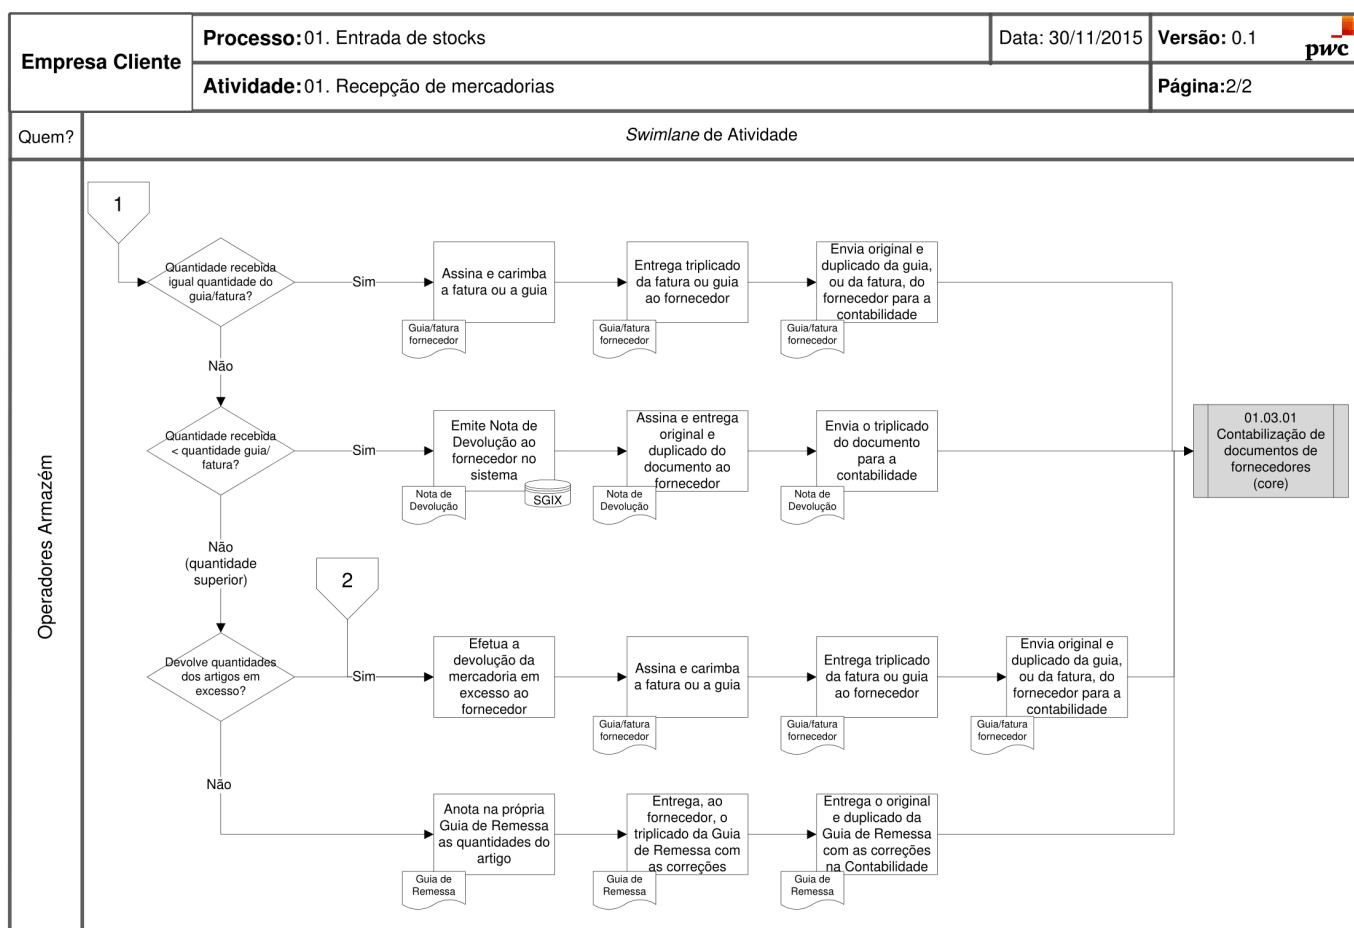 Empresa Cliente
Processo: 01. Entrada de stocks
Data: 30/11/2015
Versão: 0.1
pwc
Atividade: 01. Recepção de mercadorias
Página:2/2
Quem?
Swimlane de Atividade
Operadores Armazém
1
Quantidade recebida
igual quantidade do
guia/fatura?
Sim
Assina e carimba
a fatura ou a guia
Guia/fatura
fornecedor
Entrega triplicado
da fatura ou guia
ao fornecedor
Guia/fatura
fornecedor
Envia original e
duplicado da guia,
ou da fatura, do
fornecedor para a
contabilidade
Guia/fatura
fornecedor
Não
Quantidade recebida
< quantidade guia/
fatura?
Sim
Emite Nota de
Devolução ao
fornecedor no
sistema
Nota de
Devolução
SGIX
Assina e entrega
original e
duplicado do
documento ao
fornecedor
Nota de
Devolução
Envia o triplicado
do documento
para a
contabilidade
Nota de
Devolução
01.03.01
Contabilização de
documentos de
fornecedores
(core)
Não
(quantidade
superior)
2
Devolve quantidades
dos artigos em
excesso?
Sim
Efetua a
devolução da
mercadoria em
excesso ao
fornecedor
Assina e carimba
a fatura ou a guia
Guia/fatura
fornecedor
Entrega triplicado
da fatura ou guia
ao fornecedor
Guia/fatura
fornecedor
Envia original e
duplicado da guia,
ou da fatura, do
fornecedor para a
contabilidade
Guia/fatura
fornecedor
Não
Anota na própria
Guia de Remessa
as quantidades do
artigo
Guia de
Remessa
Entrega, ao
fornecedor, o
triplicado da Guia
de Remessa com
as correções
Guia de
Remessa
Entrega o original
e duplicado da
Guia de Remessa
com as correções
na Contabilidade
Guia de
Remessa